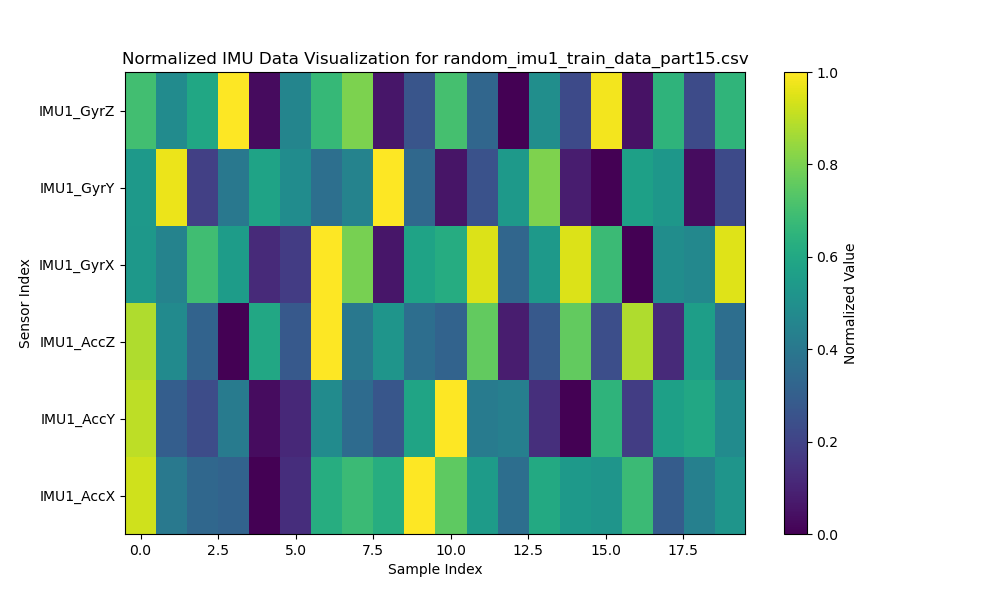 Normalized IMU Data Visualization for random_imu1_train_data_part15.csv
IMU1_GyrZ
IMU1_GyrY
IMU1_GyrX
IMU1_AccZ
IMU1_AccY
IMU1_AccX
Sensor Index
0.0
2.5
5.0
7.5
10.0
12.5
15.0
17.5
Sample Index
1.0
0.8
0.6
0.4
0.2
0.0
Normalized Value